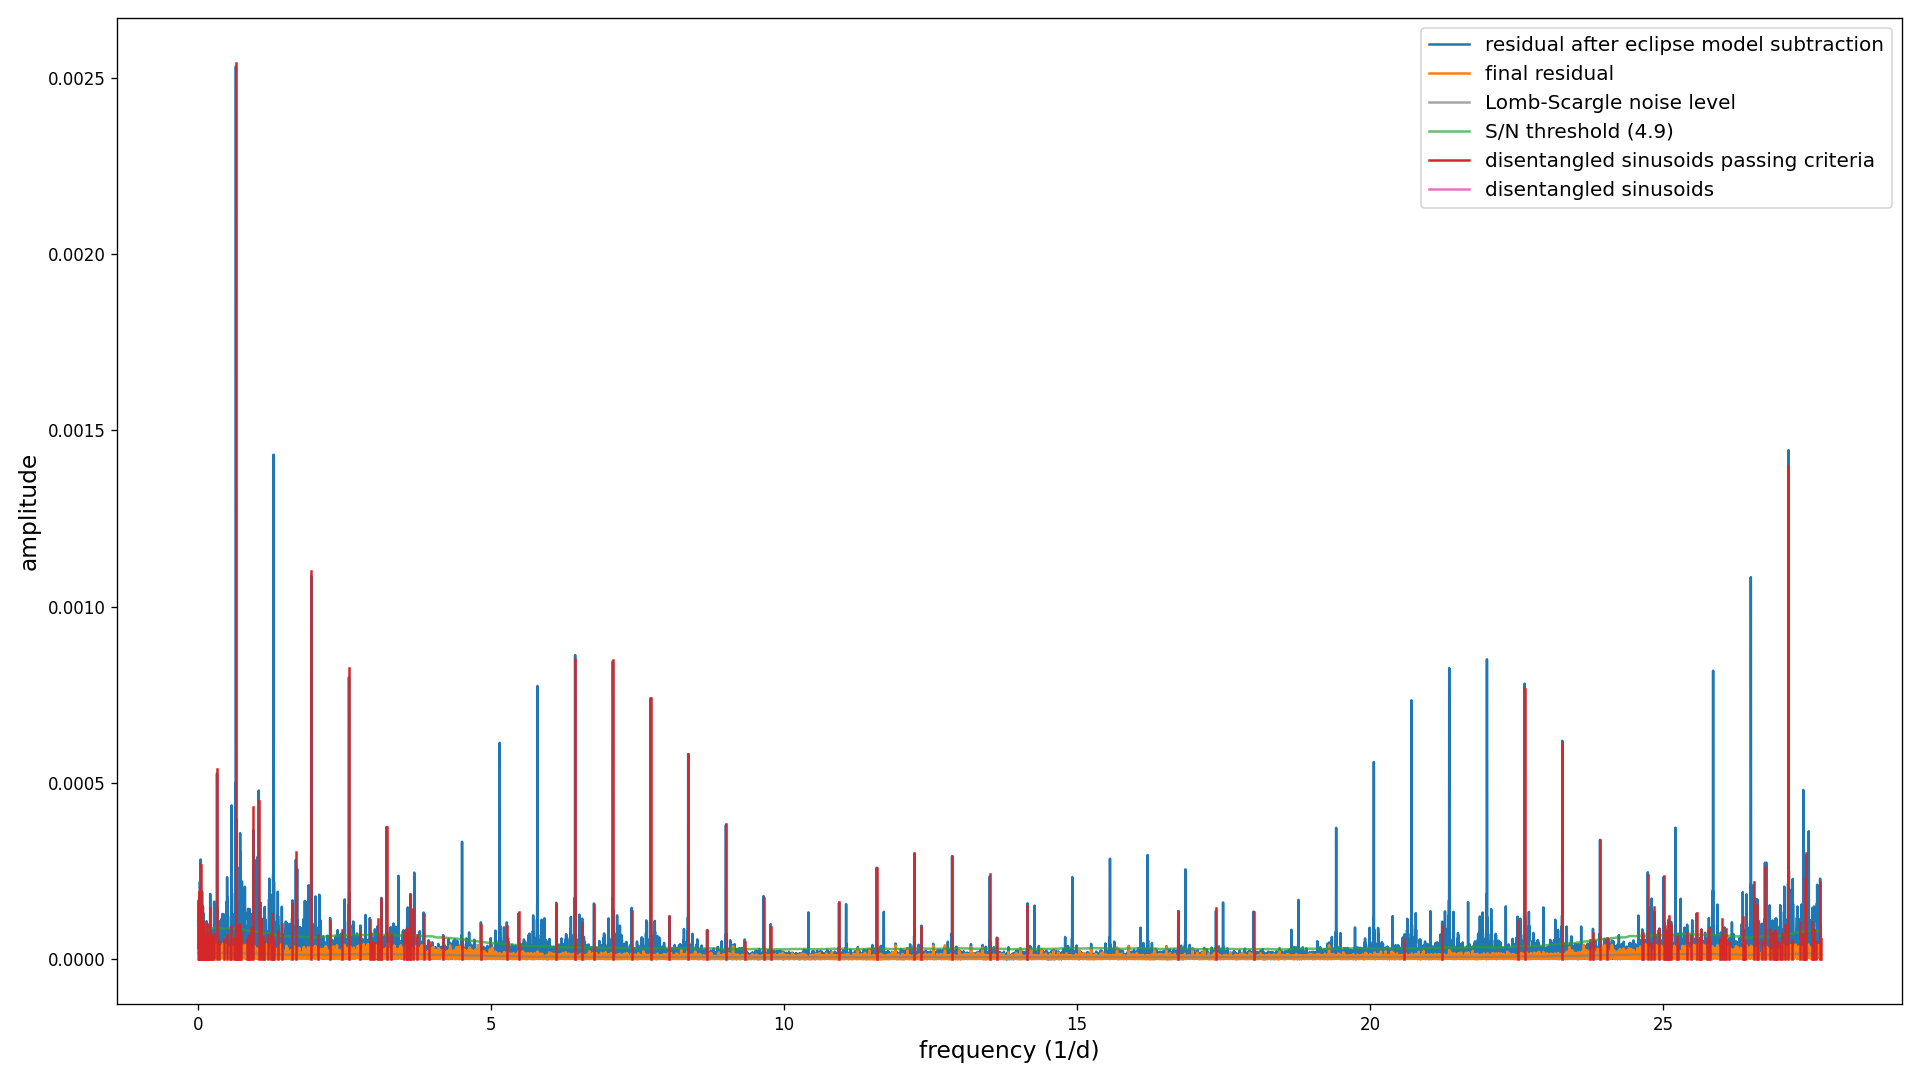 residual after eclipse model subtraction
final residual
Lomb-Scargle noise level
S/N threshold (4.9)
disentangled sinusoids passing criteria
disentangled sinusoids
0.0025
0.0020
0.0015
0.0010
0.0005
0.0000
amplitude
0 5 10 15 20 25
frequency (1/d)